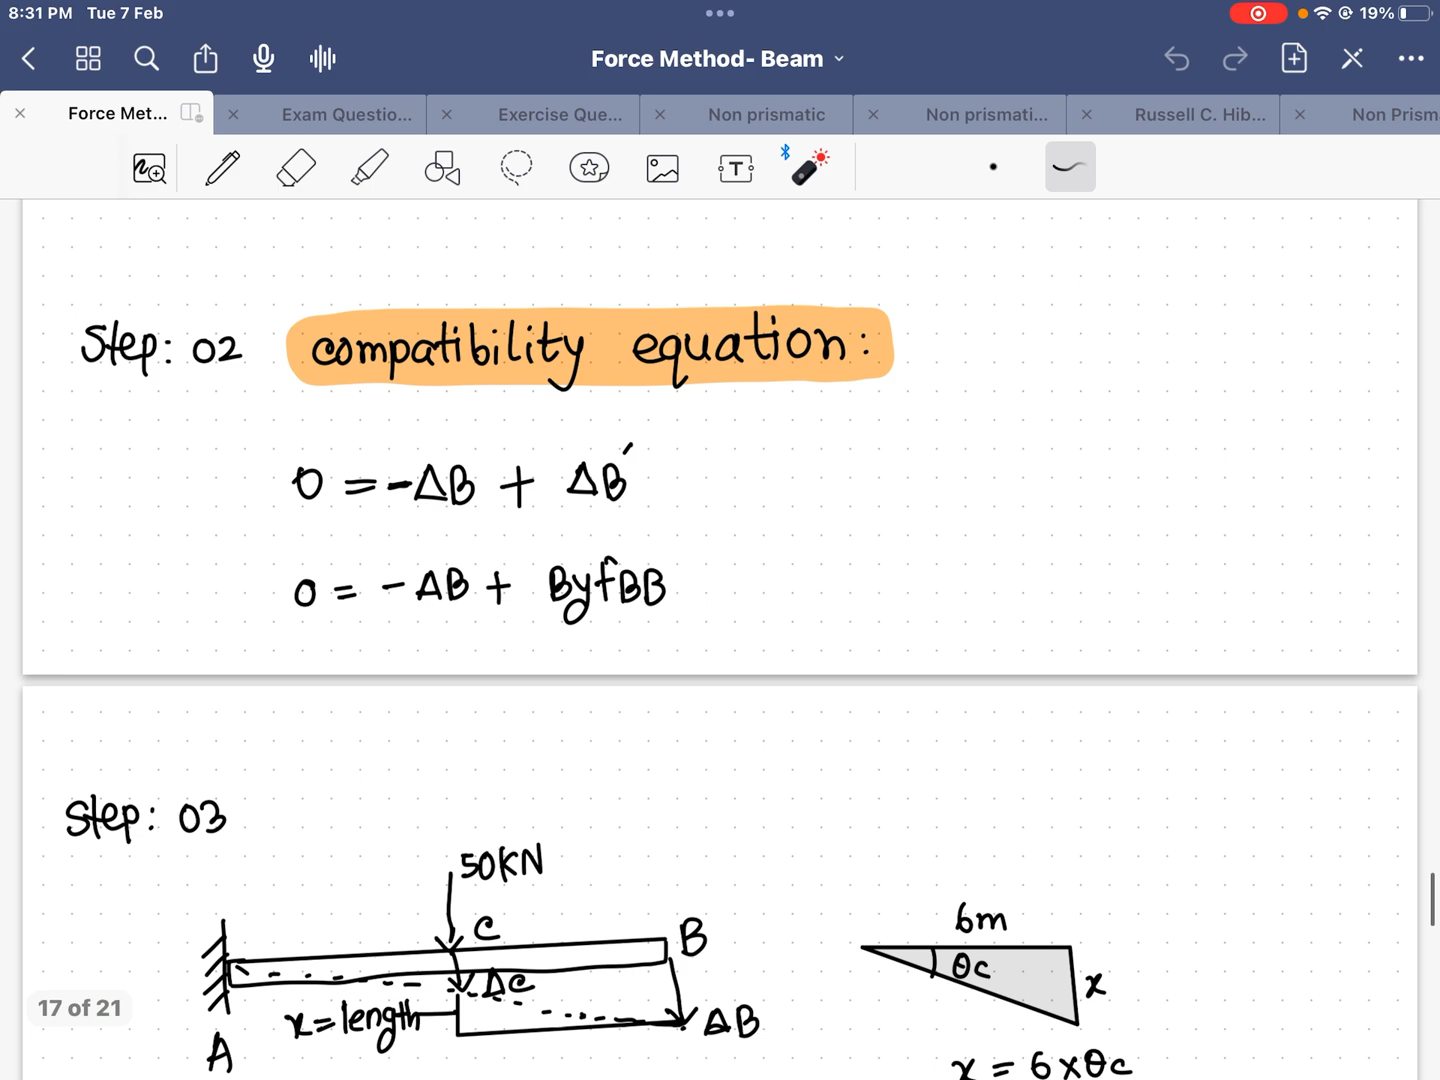 8:31 PM Tue 7 Feb
19%
Force Method- Beam
Force Met...
Exam Questio...
Exercise Que...
Non prismatic
Non prismati...
Russell C. Hib...
Non Prism
T
Step: 02 compatibility equation:
0 = -ΔB + ΔB′
0 = - ΔB + ByfBB
Step: 03
50KN
C
B
6m
θc
x
ΔC
17 of 21
x = length
ΔB
A
x = 6 x θc